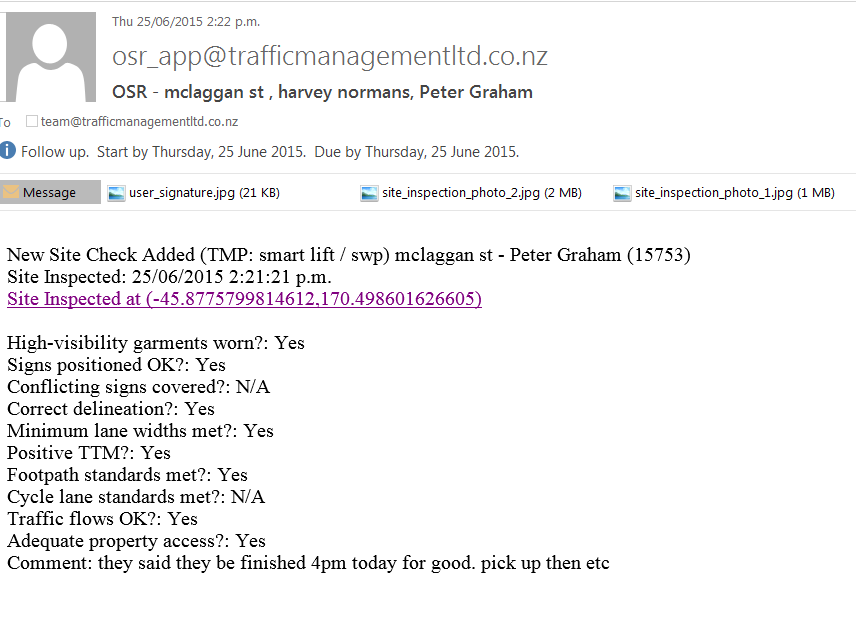 Thu 25/06/2015 2:22 p.m.
osr_app@trafficmanagementltd.co.nz
OSR - mclaggan st , harvey normans, Peter Graham
To team@trafficmanagementltd.co.nz
Follow up. Start by Thursday, 25 June 2015. Due by Thursday, 25 June 2015.
Message user_signature.jpg (21 KB) site_inspection_photo_2.jpg (2 MB) site_inspection_photo_1.jpg (1 MB)
New Site Check Added (TMP: smart lift / swp) mclaggan st - Peter Graham (15753)
Site Inspected: 25/06/2015 2:21:21 p.m.
Site Inspected at (-45.8775799814612,170.498601626605)
High-visibility garments worn?: Yes
Signs positioned OK?: Yes
Conflicting signs covered?: N/A
Correct delineation?: Yes
Minimum lane widths met?: Yes
Positive TTM?: Yes
Footpath standards met?: Yes
Cycle lane standards met?: N/A
Traffic flows OK?: Yes
Adequate property access?: Yes
Comment: they said they be finished 4pm today for good. pick up then etc